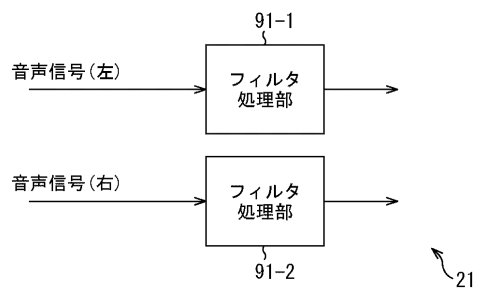 91-1
音声信号(左)
フィルタ
処理部
音声信号(右)
フィルタ
処理部
91-2
21